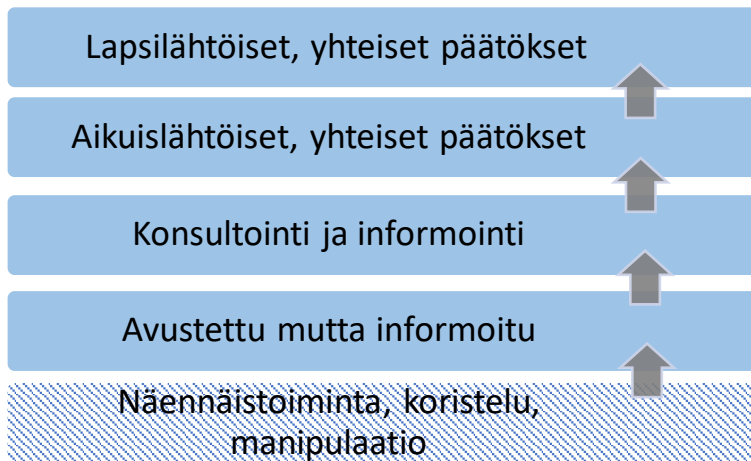 Lapsilähtöiset, yhteiset päätökset
Aikuislähtöiset, yhteiset päätökset
Konsultointi ja informointi
Avustettu mutta informoitu
Näennäistoiminta, koristelu,
manipulaatio